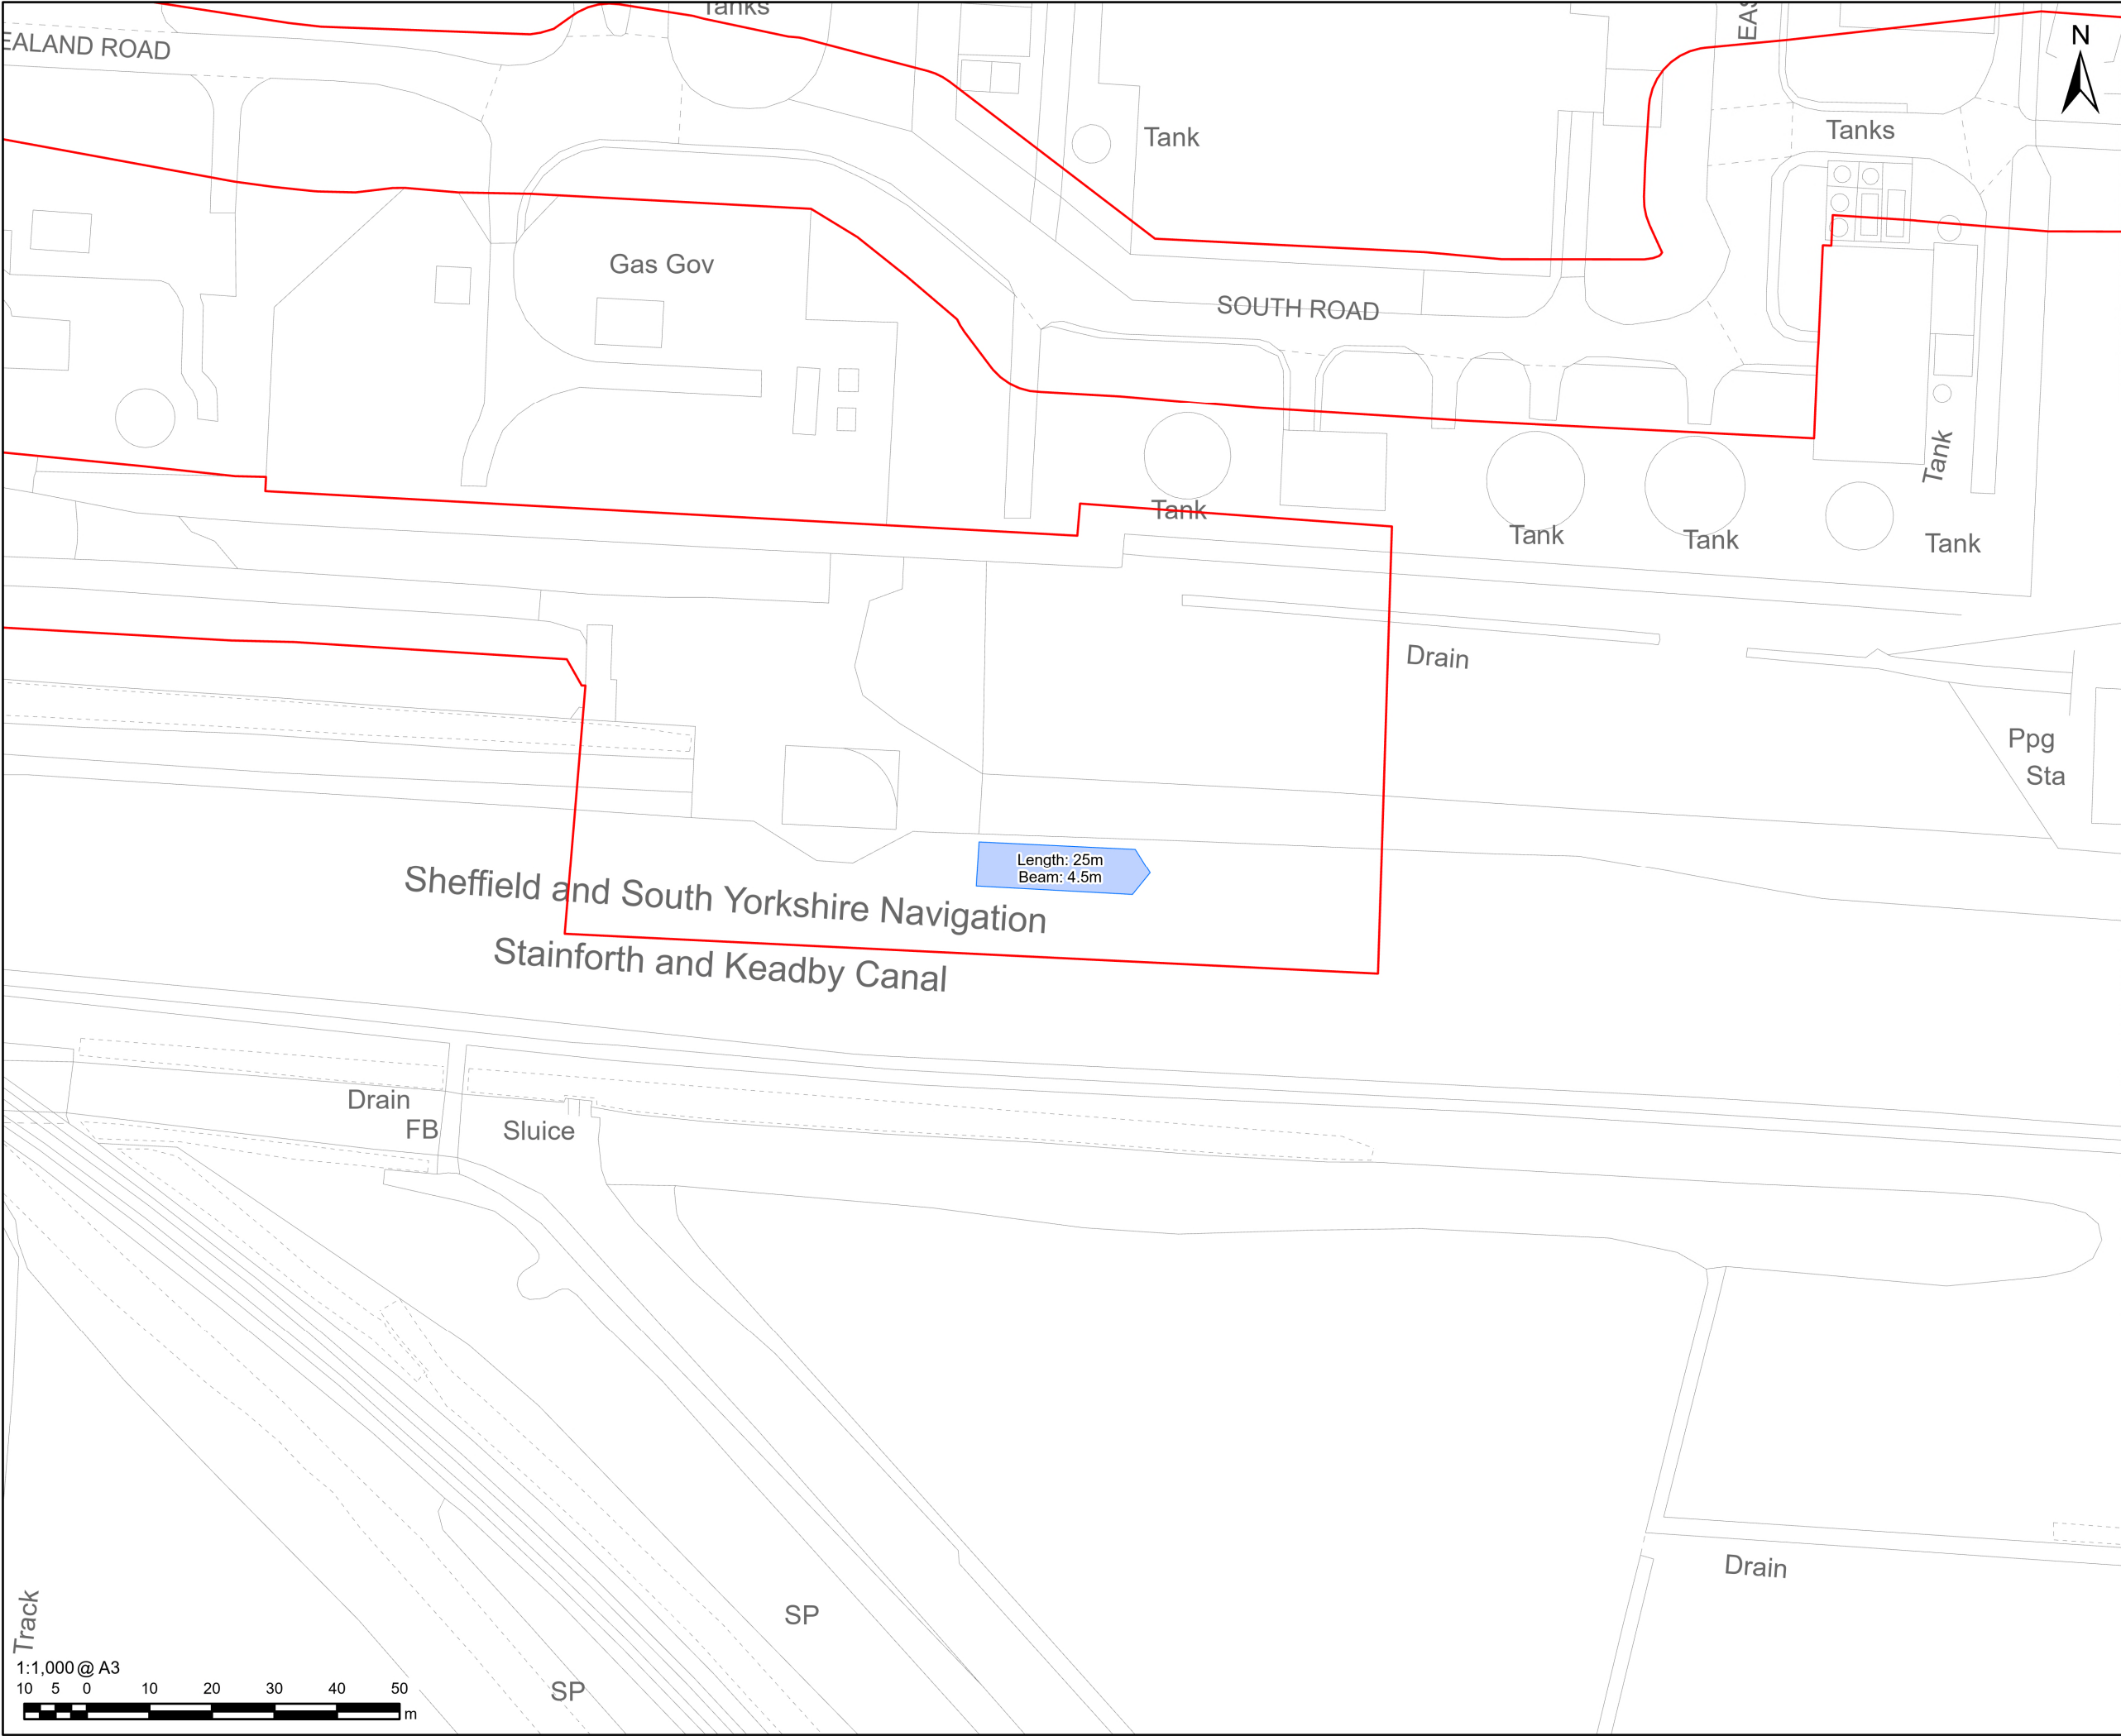 Tanks
EALAND ROAD
EAS
N
Tank
Tanks
Gas Gov
SOUTH ROAD
Tank
Tank
Tank
Tank
Tank
Drain
Ppg
Sta
Length: 25m
Beam: 4.5m
Sheffield and South Yorkshire Navigation
Stainforth and Keadby Canal
Drain
FB
Sluice
Drain
Track
SP
SP
1:1,000 @ A3
10 5 0 10 20 30 40 50
m